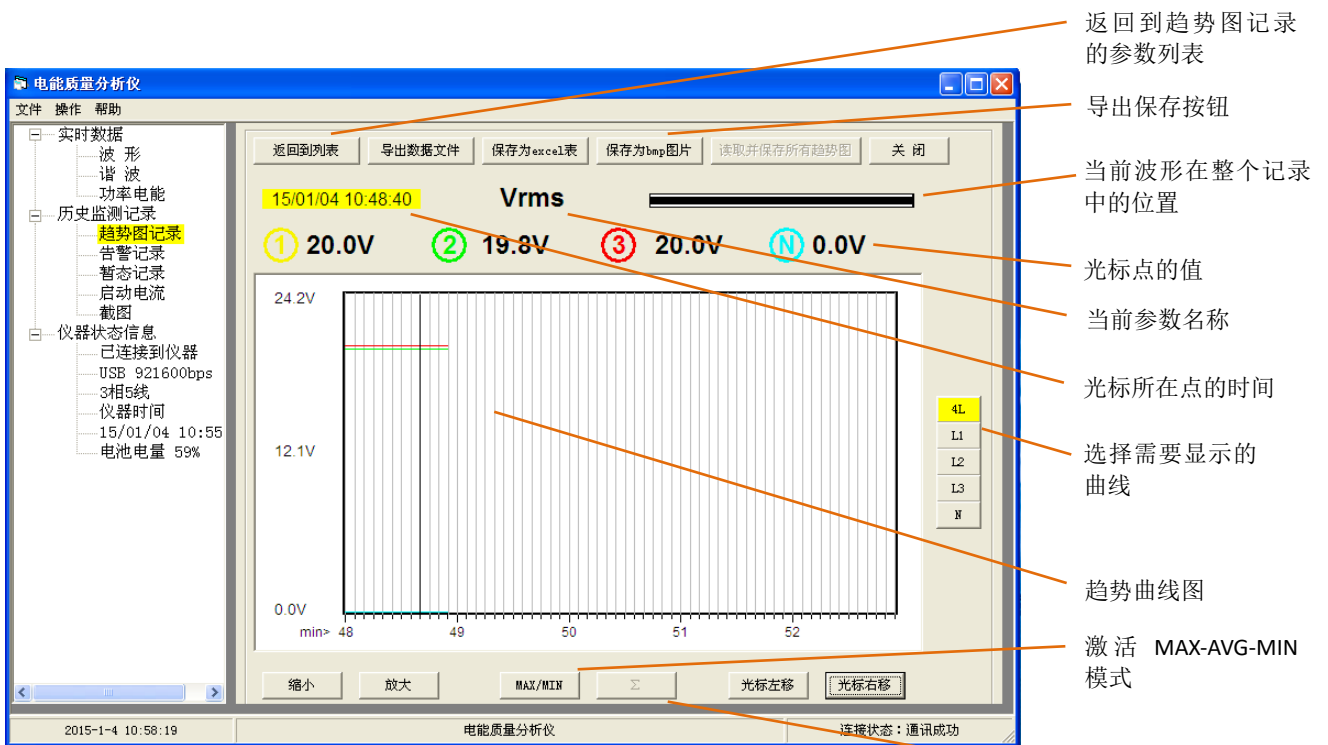 返回到趋势图记录
的参数列表
导出保存按钮
当前波形在整个记录
中的位置
光标点的值
当前参数名称
光标所在点的时间
选择需要显示的
曲线
趋势曲线图
激活 MAX-AVG-MIN
模式
电能质量分析仪
文件 操作 帮助
实时数据
波 形
谐 波
功率电能
历史监测记录
趋势图记录
告警记录
暂态记录
启动电流
截图
仪器状态信息
已连接到仪器
USB 921600bps
3相5线
仪器时间
15/01/04 10:55
电池电量 59%
返回到列表 导出数据文件 保存为excel表 保存为bmp图片 读取并保存所有趋势图 关 闭
15/01/04 10:48:40 Vrms
1 20.0V 2 19.8V 3 20.0V N 0.0V
24.2V
12.1V
0.0V
min> 48 49 50 51 52
4L
L1
L2
L3
N
缩小 放大 MAX/MIN Σ 光标左移 光标右移
2015-1-4 10:58:19 电能质量分析仪 连接状态：通讯成功